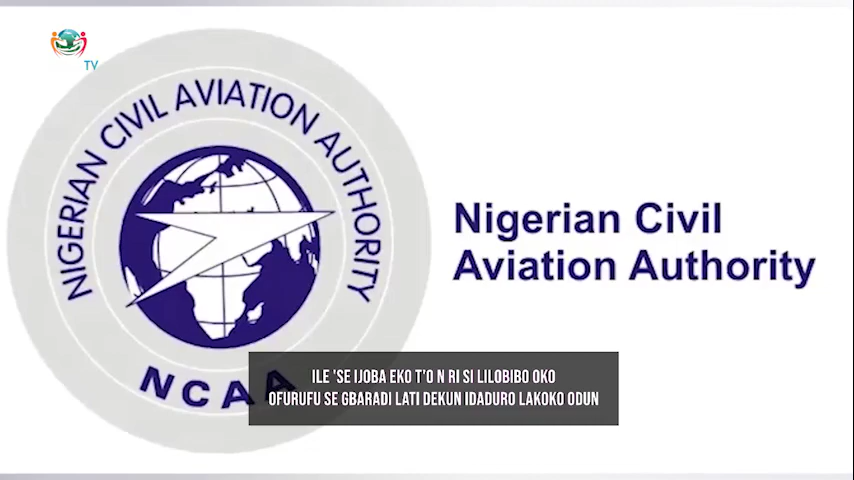 TV
NIGERIAN CIVIL AVIATION AUTHORITY
NCAA
Nigerian Civil
Aviation Authority
ILE 'SE IJOBA EKO T'O N RI SI LILOBIBO OKO
OFURUFU SE GBARADI LATI DEKUN IDADURO LAKOKO ODUN